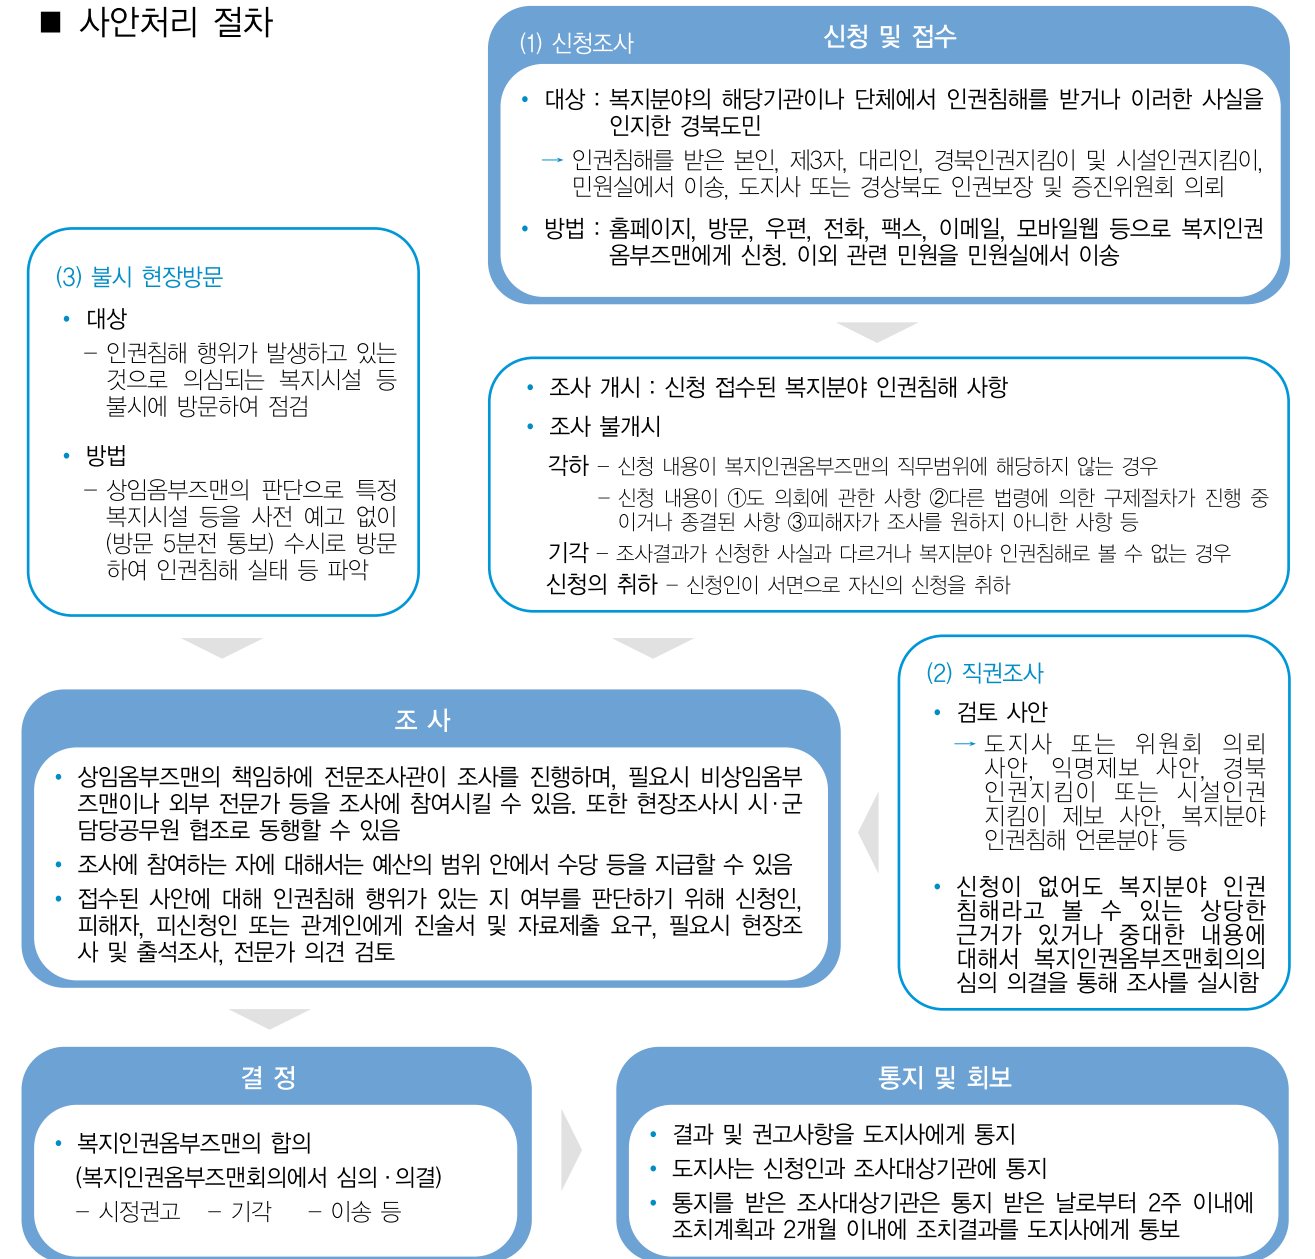 ■ 사안처리 절차
(1) 신청조사
신청 및 접수
• 대상 : 복지분야의 해당기관이나 단체에서 인권침해를 받거나 이러한 사실을
인지한 경북도민
→ 인권침해를 받은 본인, 제3자, 대리인, 경북인권지킴이 및 시설인권지킴이,
민원실에서 이송, 도지사 또는 경상북도 인권보장 및 증진위원회 의뢰
• 방법 : 홈페이지, 방문, 우편, 전화, 팩스, 이메일, 모바일웹 등으로 복지인권
옴부즈맨에게 신청. 이외 관련 민원을 민원실에서 이송
(3) 불시 현장방문
• 대상
– 인권침해 행위가 발생하고 있는
것으로 의심되는 복지시설 등
불시에 방문하여 점검
• 방법
– 상임옴부즈맨의 판단으로 특정
복지시설 등을 사전 예고 없이
(방문 5분전 통보) 수시로 방문
하여 인권침해 실태 등 파악
• 조사 개시 : 신청 접수된 복지분야 인권침해 사항
• 조사 불개시
각하 – 신청 내용이 복지인권옴부즈맨의 직무범위에 해당하지 않는 경우
– 신청 내용이 ①도 의회에 관한 사항 ②다른 법령에 의한 구제절차가 진행 중
이거나 종결된 사항 ③피해자가 조사를 원하지 아니한 사항 등
기각 – 조사결과가 신청한 사실과 다르거나 복지분야 인권침해로 볼 수 없는 경우
신청의 취하 – 신청인이 서면으로 자신의 신청을 취하
(2) 직권조사
• 검토 사안
→ 도지사 또는 위원회 의뢰
사안, 익명제보 사안, 경북
인권지킴이 또는 시설인권
지킴이 제보 사안, 복지분야
인권침해 언론분야 등
• 신청이 없어도 복지분야 인권
침해라고 볼 수 있는 상당한
근거가 있거나 중대한 내용에
대해서 복지인권옴부즈맨회의의
심의 의결을 통해 조사를 실시함
조 사
• 상임옴부즈맨의 책임하에 전문조사관이 조사를 진행하며, 필요시 비상임옴부
즈맨이나 외부 전문가 등을 조사에 참여시킬 수 있음. 또한 현장조사시 시·군
담당공무원 협조로 동행할 수 있음
• 조사에 참여하는 자에 대해서는 예산의 범위 안에서 수당 등을 지급할 수 있음
• 접수된 사안에 대해 인권침해 행위가 있는 지 여부를 판단하기 위해 신청인,
피해자, 피신청인 또는 관계인에게 진술서 및 자료제출 요구, 필요시 현장조
사 및 출석조사, 전문가 의견 검토
결 정
• 복지인권옴부즈맨의 합의
(복지인권옴부즈맨회의에서 심의·의결)
– 시정권고 – 기각 – 이송 등
통지 및 회보
• 결과 및 권고사항을 도지사에게 통지
• 도지사는 신청인과 조사대상기관에 통지
• 통지를 받은 조사대상기관은 통지 받은 날로부터 2주 이내에
조치계획과 2개월 이내에 조치결과를 도지사에게 통보